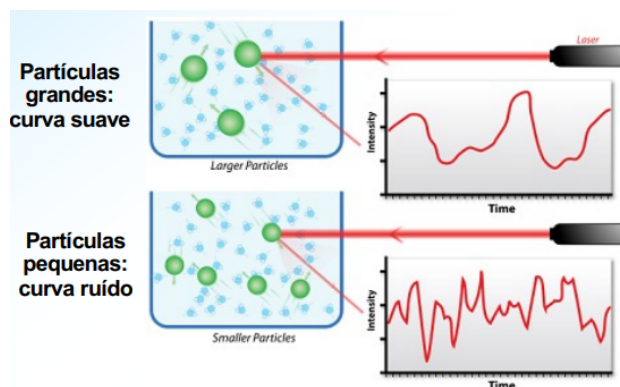 Partículas
grandes:
curva suave
Laser
Intensity
Larger Particles
Time
Partículas
pequenas:
curva ruído
Intensity
Smaller Particles
Time